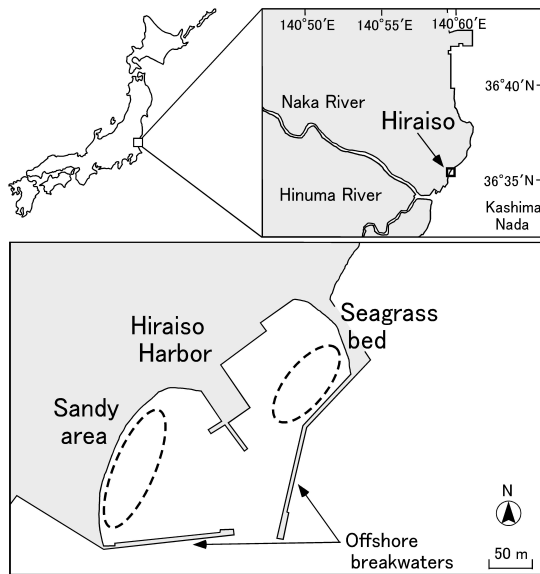 140°50′E 140°55′E 140°60′E
36°40′N
Naka River
Hiraiso
36°35′N
Hinuma River
Kashima
Nada
Seagrass
bed
Hiraiso
Harbor
Sandy
area
N
Offshore
breakwaters
50 m